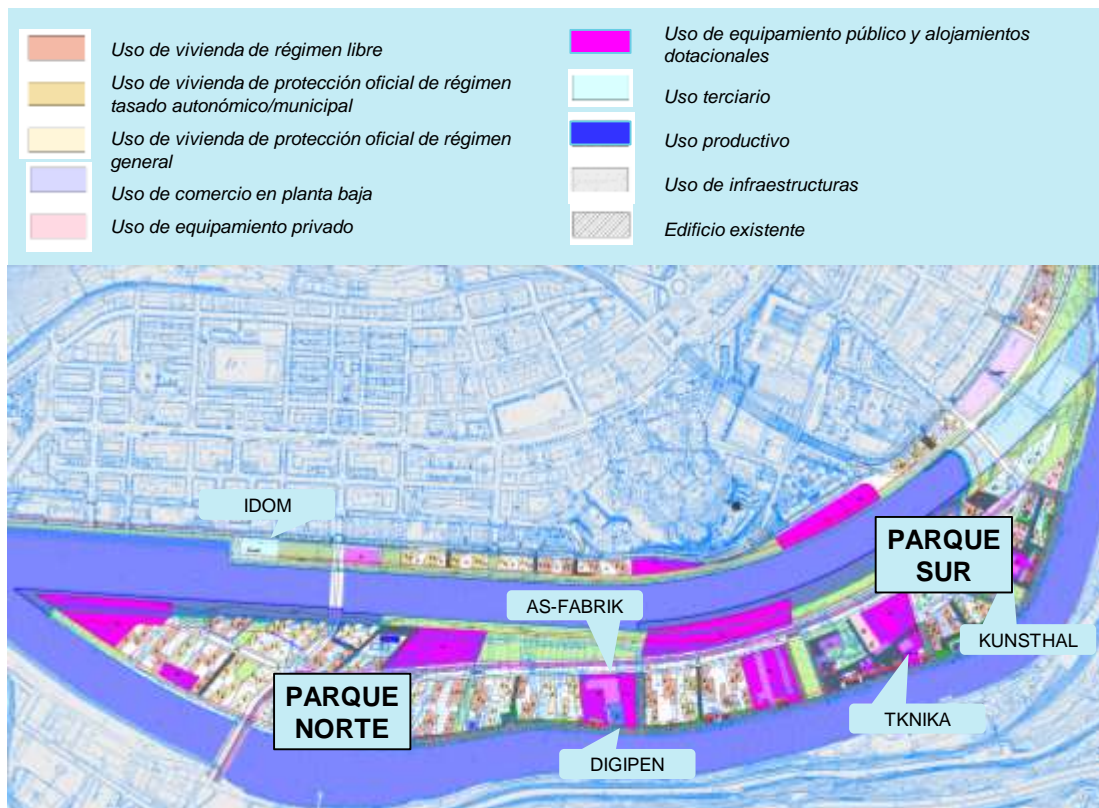 Uso de vivienda de régimen libre
Uso de vivienda de protección oficial de régimen
tasado autonómico/municipal
Uso de vivienda de protección oficial de régimen
general
Uso de comercio en planta baja
Uso de equipamiento privado
Uso de equipamiento público y alojamientos
dotacionales
Uso terciario
Uso productivo
Uso de infraestructuras
Edificio existente
IDOM
PARQUE
SUR
AS-FABRIK
KUNSTHAL
PARQUE
NORTE
TKNIKA
DIGIPEN